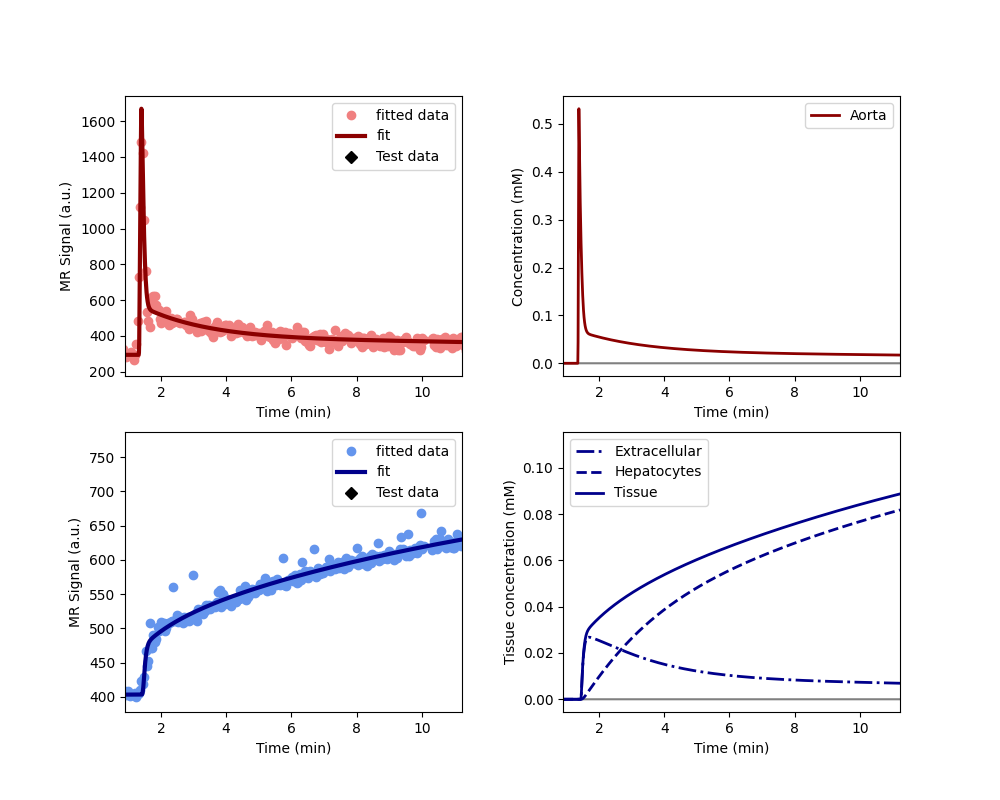 1600
1400
1200
1000
800
600
400
200
MR Signal (a.u.)
fitted data
fit
Test data
2 4 6 8 10
Time (min)
0.5
0.4
0.3
0.2
0.1
0.0
Concentration (mM)
Aorta
2 4 6 8 10
Time (min)
750
700
650
600
550
500
450
400
MR Signal (a.u.)
fitted data
fit
Test data
2 4 6 8 10
Time (min)
0.10
0.08
0.06
0.04
0.02
0.00
Tissue concentration (mM)
Extracellular
Hepatocytes
Tissue
2 4 6 8 10
Time (min)